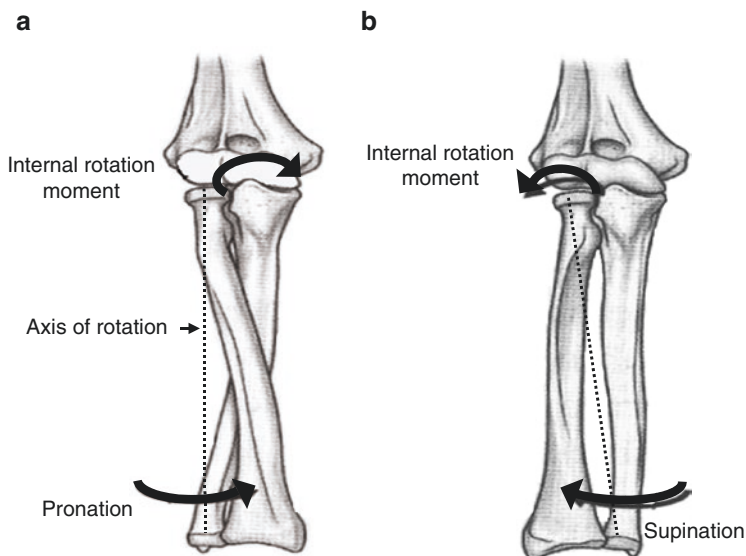 a
Internal rotation
moment
Axis of rotation
Pronation
b
Internal rotation
moment
Supination